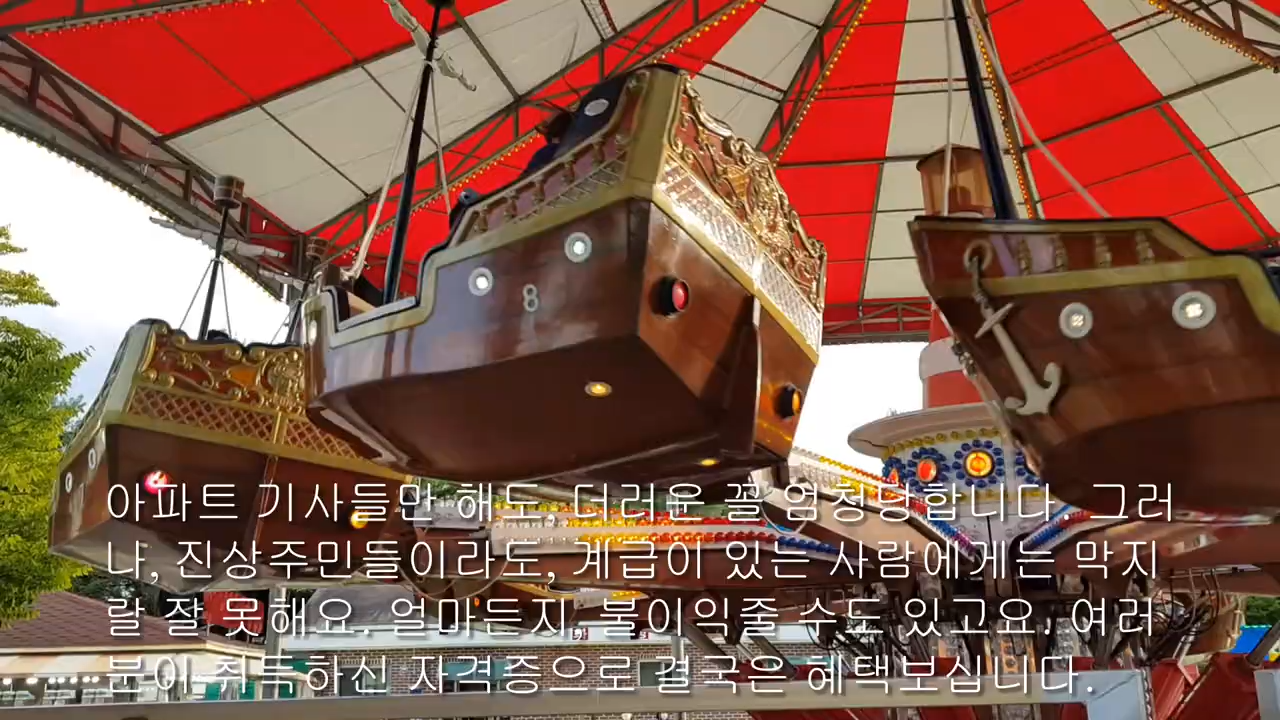 8
아파트 기사들만 해도 더러운 꼴 엄청당합니다. 그러
나, 진상주민들이라도, 계급이 있는 사람에게는 막지
랄 잘 못해요. 얼마든지, 불이익줄 수도 있고요. 여러
분이 취득하신 자격증으로 결국은 혜택보십니다.